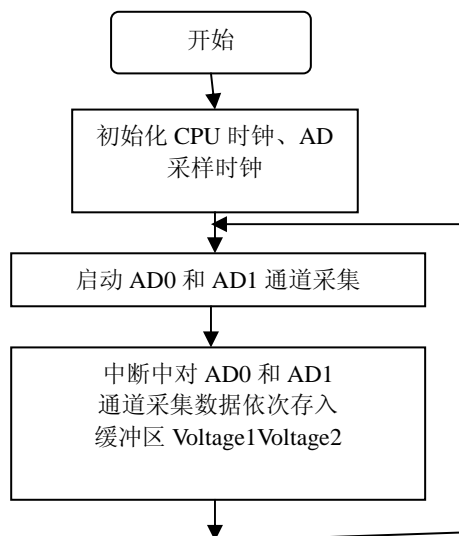 开始
初始化 CPU 时钟、AD
采样时钟
启动 AD0 和 AD1 通道采集
中断中对 AD0 和 AD1
通道采集数据依次存入
缓冲区 Voltage1Voltage2